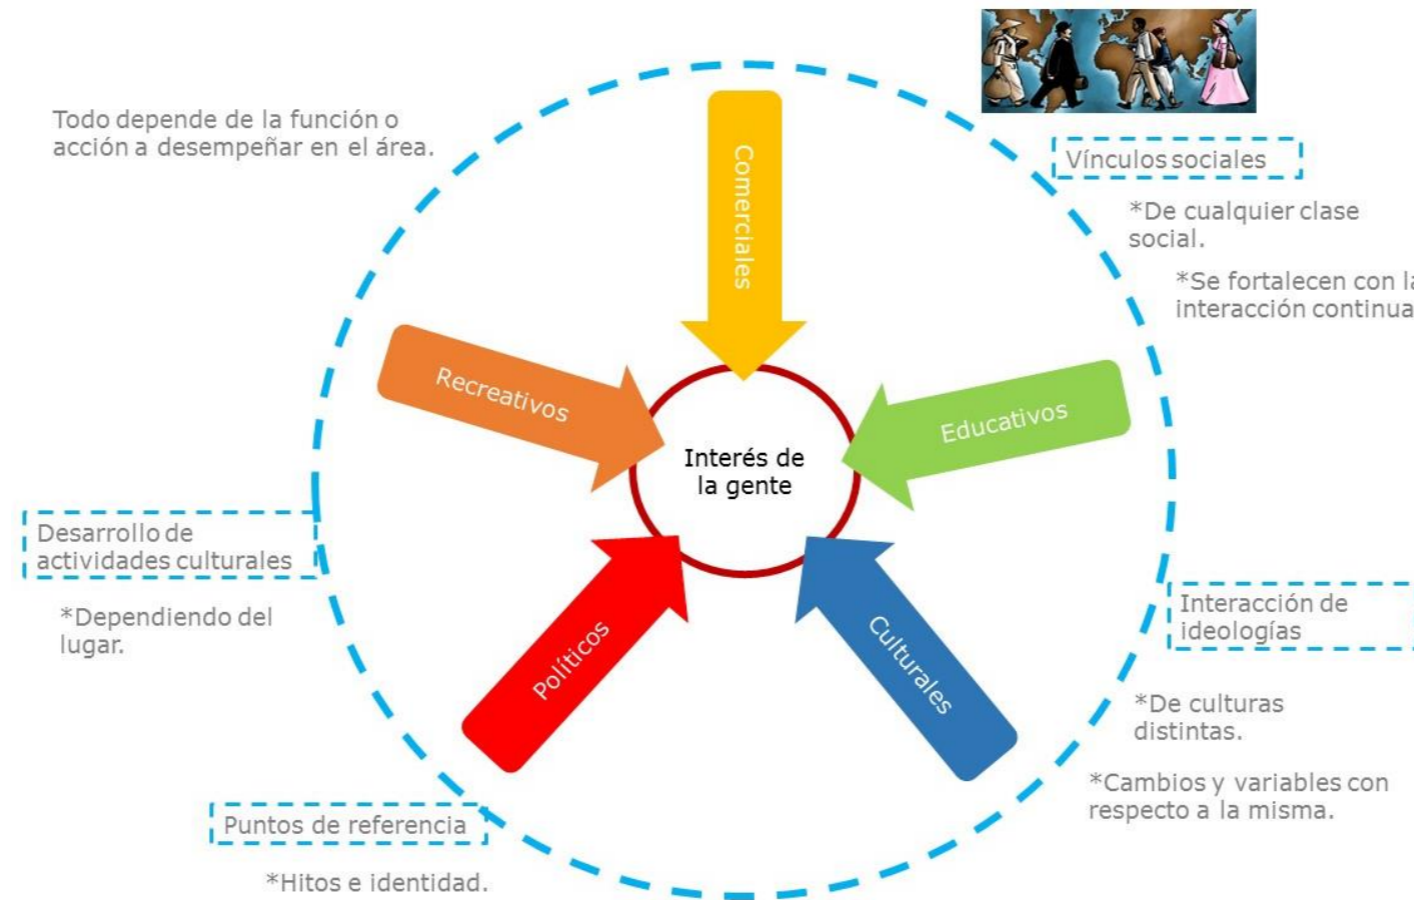 Todo depende de la función o
acción a desempeñar en el área.
Comerciales
Vínculos sociales
*De cualquier clase
social.
*Se fortalecen con la
interacción continua
Recreativos
Educativos
Interés de
la gente
Desarrollo de
actividades culturales
*Dependiendo del
lugar.
Políticos
Culturales
Interacción de
ideologías
*De culturas
distintas.
*Cambios y variables con
respecto a la misma.
Puntos de referencia
*Hitos e identidad.